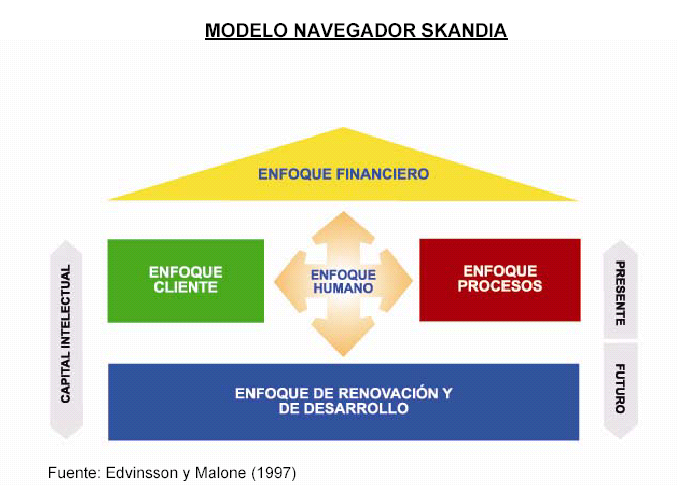 MODELO NAVEGADOR SKANDIA
ENFOQUE FINANCIERO
CAPITAL INTELECTUAL
ENFOQUE
CLIENTE
ENFOQUE
HUMANO
ENFOQUE
PROCESOS
PRESENTE
ENFOQUE DE RENOVACIÓN Y
DE DESARROLLO
FUTURO
Fuente: Edvinsson y Malone (1997)